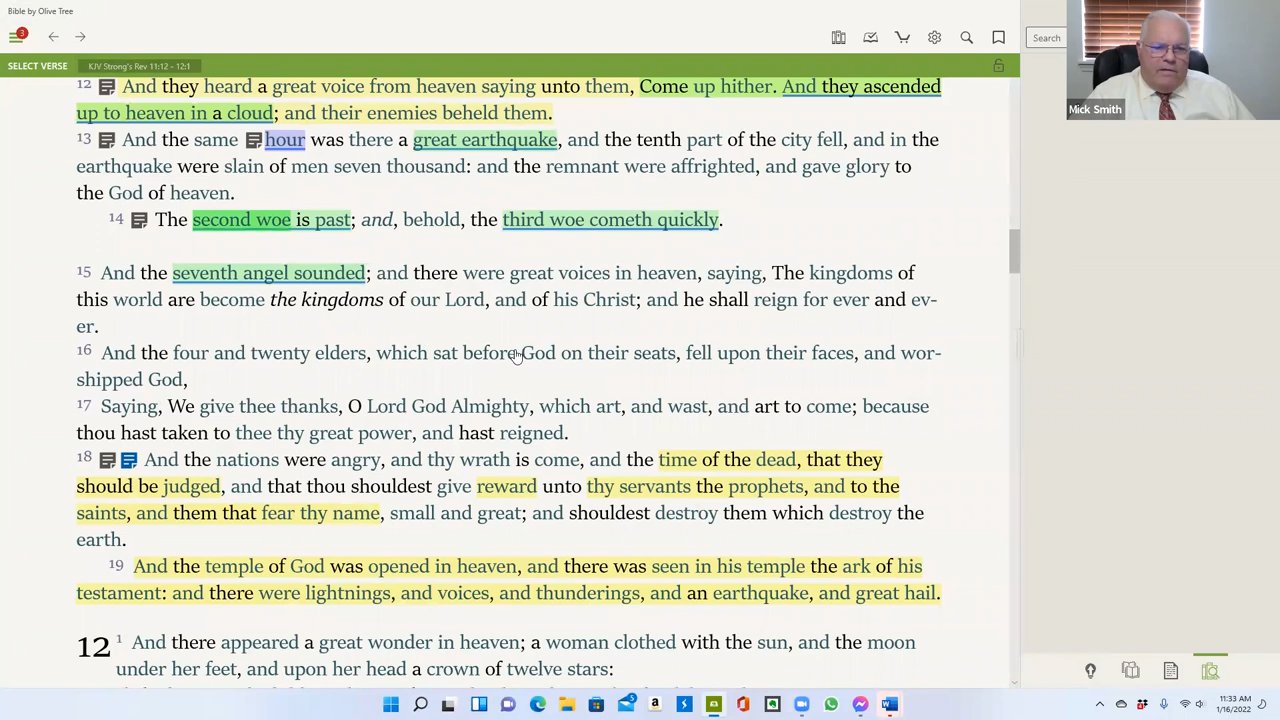 Bible by Olive Tree
3
Search
Mick Smith
SELECT VERSE
KJV Strong's Rev 11:12 - 12:1
12 And they heard a great voice from heaven saying unto them, Come up hither. And they ascended
up to heaven in a cloud; and their enemies beheld them.
13 And the same hour was there a great earthquake, and the tenth part of the city fell, and in the
earthquake were slain of men seven thousand: and the remnant were affrighted, and gave glory to
the God of heaven.
14 The second woe is past; and, behold, the third woe cometh quickly.
15 And the seventh angel sounded; and there were great voices in heaven, saying, The kingdoms of
this world are become the kingdoms of our Lord, and of his Christ; and he shall reign for ever and ev-
er.
16 And the four and twenty elders, which sat before God on their seats, fell upon their faces, and wor-
shipped God,
17 Saying, We give thee thanks, O Lord God Almighty, which art, and wast, and art to come; because
thou hast taken to thee thy great power, and hast reigned.
18 And the nations were angry, and thy wrath is come, and the time of the dead, that they
should be judged, and that thou shouldest give reward unto thy servants the prophets, and to the
saints, and them that fear thy name, small and great; and shouldest destroy them which destroy the
earth.
19 And the temple of God was opened in heaven, and there was seen in his temple the ark of his
testament: and there were lightnings, and voices, and thunderings, and an earthquake, and great hail.
12 1 And there appeared a great wonder in heaven; a woman clothed with the sun, and the moon
under her feet, and upon her head a crown of twelve stars:
11:33 AM
1/16/2022